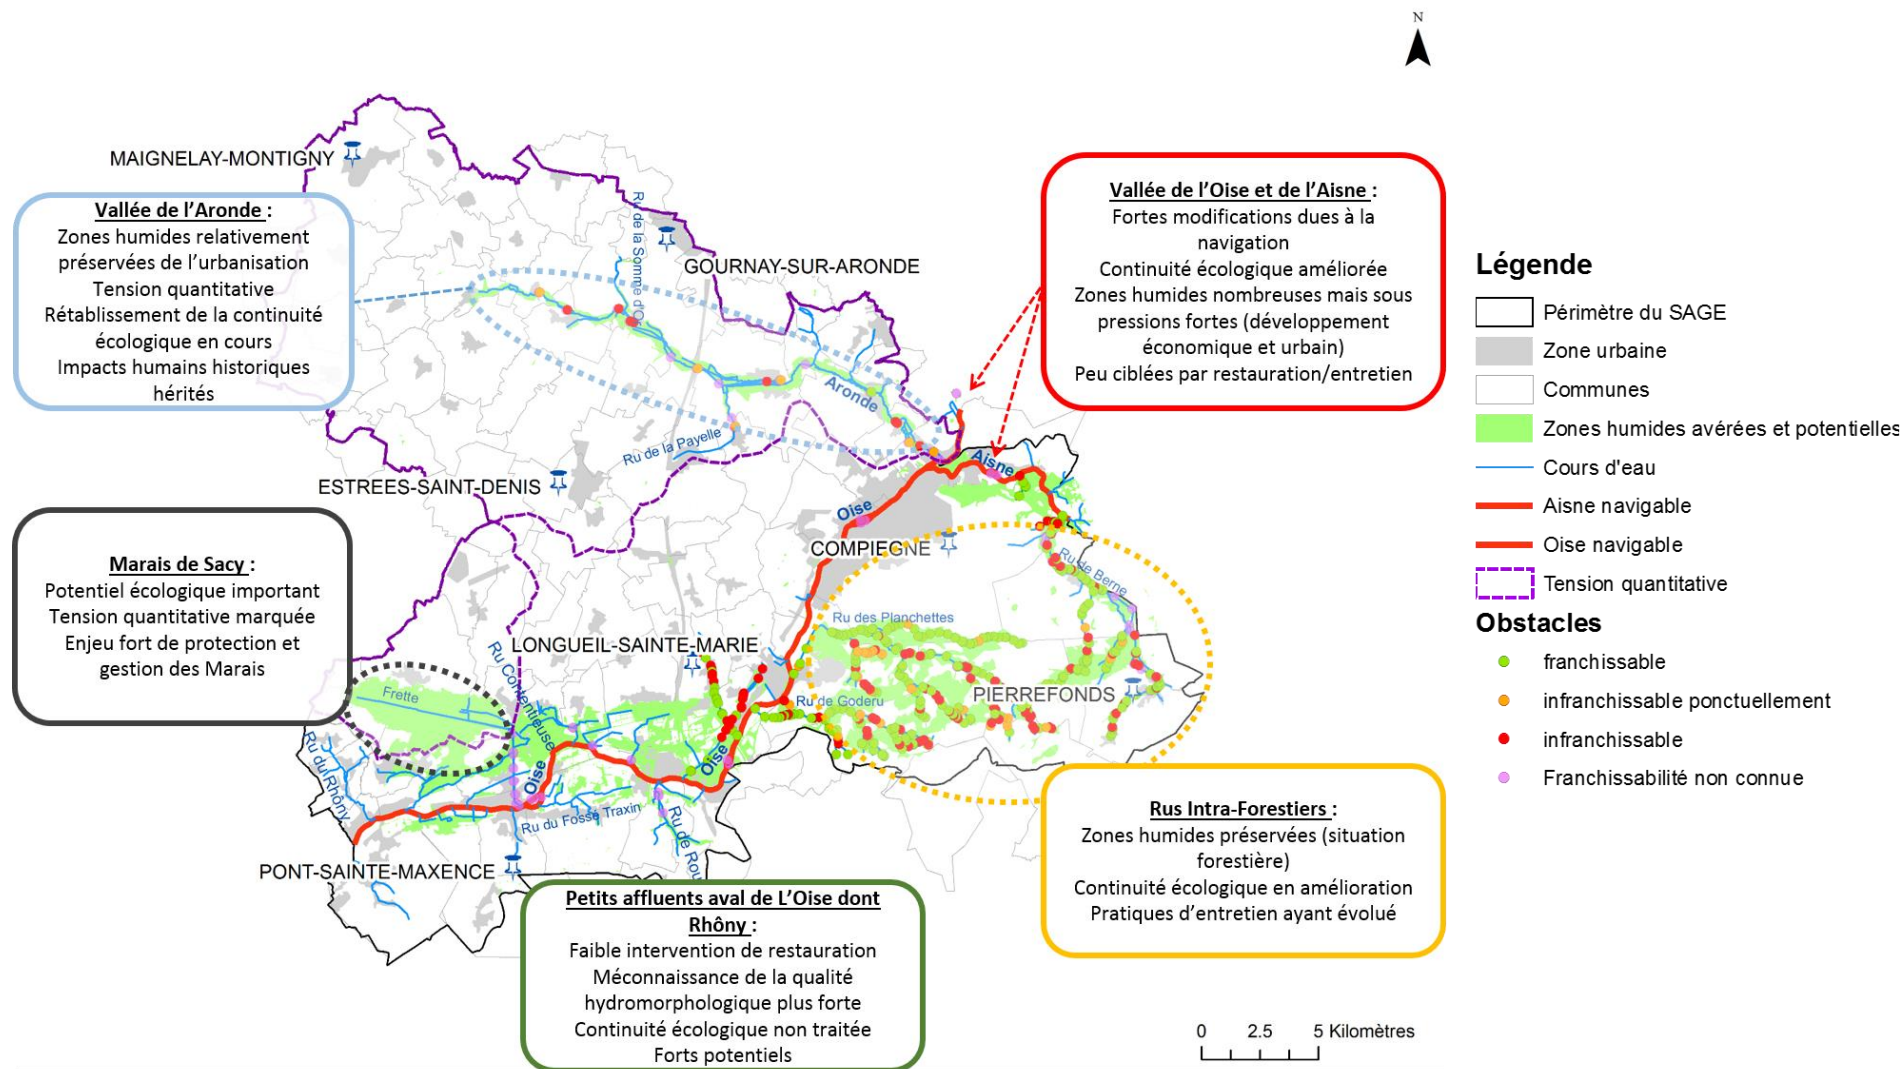 N
MAIGNELAY-MONTIGNY
Vallée de l'Aronde :
Zones humides relativement
préservées de l'urbanisation
Tension quantitative
Rétablissement de la continuité
écologique en cours
Impacts humains historiques
hérités
Ru de la Somme d'Or
GOURNAY-SUR-ARONDE
Vallée de l'Oise et de l'Aisne :
Fortes modifications dues à la
navigation
Continuité écologique améliorée
Zones humides nombreuses mais sous
pressions fortes (développement
économique et urbain)
Peu ciblées par restauration/entretien
Aronde
Ru de la Payelle
ESTREES-SAINT-DENIS
Aisne
Oise
COMPIEGNE
Ru de Berne
Marais de Sacy :
Potentiel écologique important
Tension quantitative marquée
Enjeu fort de protection et
gestion des Marais
Ru des Planchettes
LONGUEIL-SAINTE-MARIE
Frette
Ru Contentieuse
Ru de Goderu
PIERREFONDS
Oise
Oise
Ru du Rhôny
Ru du Fossé Traxin
Ru de Rou
PONT-SAINTE-MAXENCE
Petits affluents aval de L'Oise dont
Rhôny :
Faible intervention de restauration
Méconnaissance de la qualité
hydromorphologique plus forte
Continuité écologique non traitée
Forts potentiels
Rus Intra-Forestiers :
Zones humides préservées (situation
forestière)
Continuité écologique en amélioration
Pratiques d'entretien ayant évolué
0 2.5 5 Kilomètres
Légende
Périmètre du SAGE
Zone urbaine
Communes
Zones humides avérées et potentielles
Cours d'eau
Aisne navigable
Oise navigable
Tension quantitative
Obstacles
franchissable
infranchissable ponctuellement
infranchissable
Franchissabilité non connue